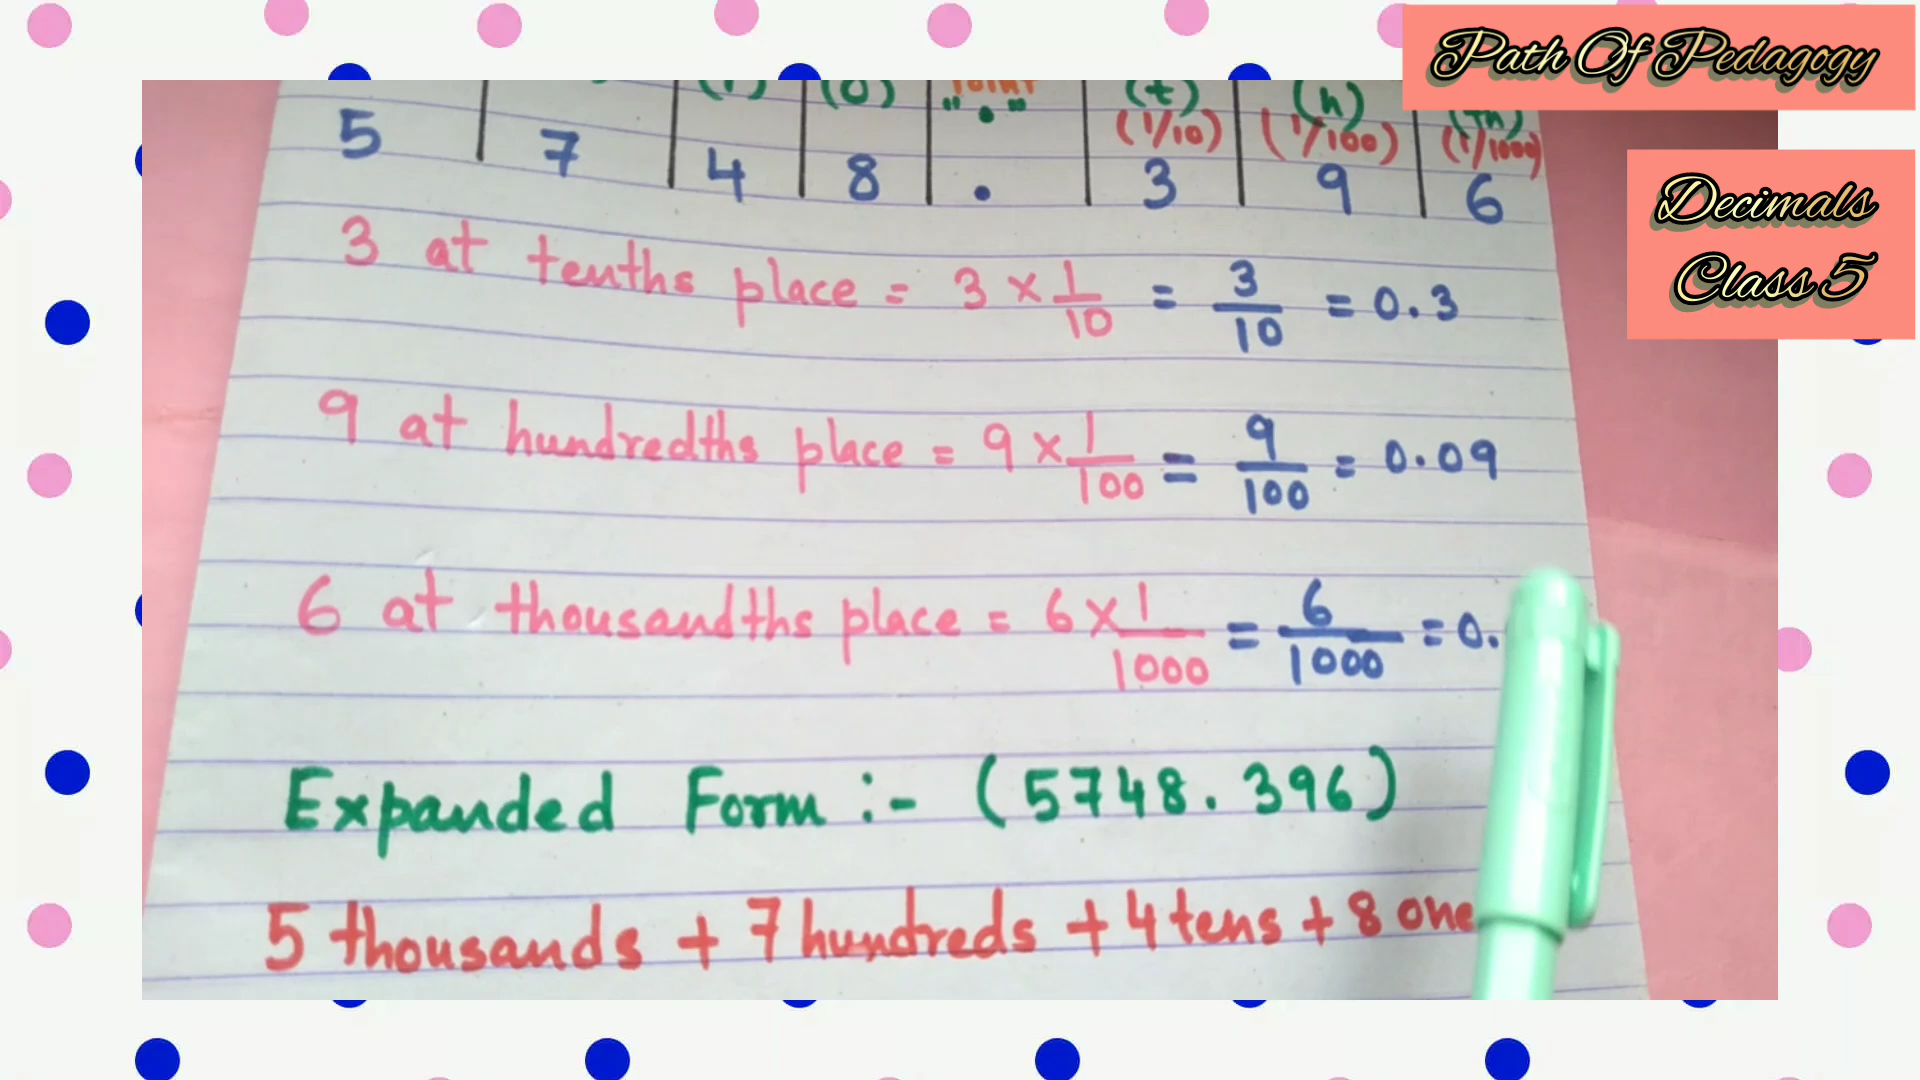 Path Of Pedagogy
Decimals
Class 5
(O) "." (t) (h) (Th)
(1/10) (1/100) (1/1000)
5 7 4 8 . 3 9 6
3 at tenths place = 3 × 1/10 = 3/10 = 0.3
9 at hundredths place = 9 × 1/100 = 9/100 = 0.09
6 at thousandths place = 6 × 1/1000 = 6/1000 = 0.
Expanded Form :- (5748.396)
5 thousands + 7 hundreds + 4 tens + 8 one